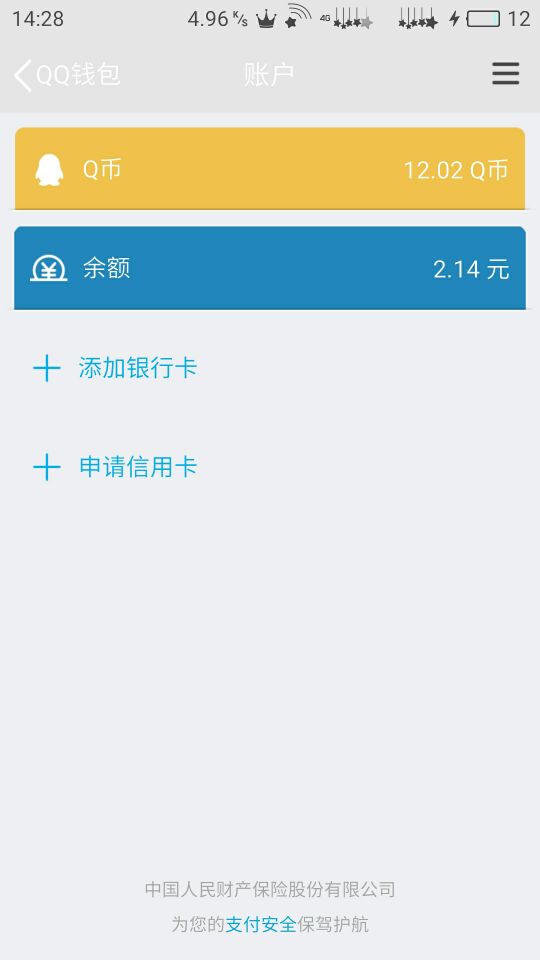 14:28 4.96 K/s 4G 12
QQ钱包 账户
Q币 12.02 Q币
余额 2.14 元
添加银行卡
申请信用卡
中国人民财产保险股份有限公司
为您的支付安全保驾护航